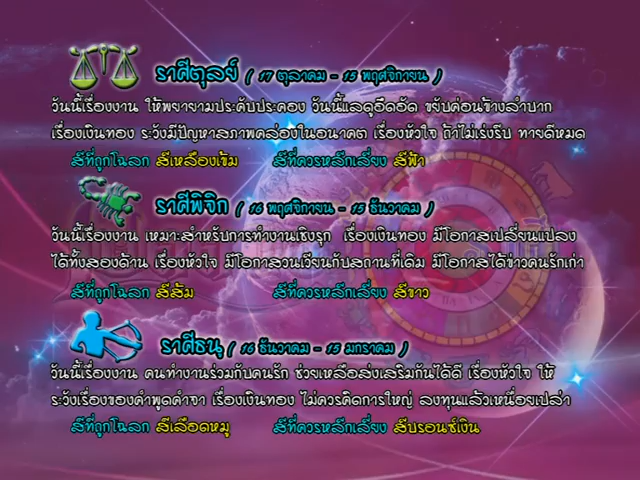 ราศีตุลย์ ( 17 ตุลาคม - 15 พฤศจิกายน )
วันนี้เรื่องงาน ให้พยายามประคับประคอง วันนี้แลดูอึดอัด ขยับค่อนข้างลำบาก
เรื่องเงินทอง ระวังมีปัญหาสภาพคล่องในอนาคต เรื่องหัวใจ ถ้าไม่เร่งรีบ ทายดีหมด
สีที่ถูกโฉลก สีเหลืองเข้ม สีที่ควรหลีกเลี่ยง สีฟ้า
ราศีพิจิก ( 16 พฤศจิกายน - 15 ธันวาคม )
วันนี้เรื่องงาน เหมาะสำหรับการทำงานเชิงรุก เรื่องเงินทอง มีโอกาสเปลี่ยนแปลง
ได้ทั้งสองด้าน เรื่องหัวใจ มีโอกาสวนเวียนกับสถานที่เดิม มีโอกาสได้ข่าวคนรักเก่า
สีที่ถูกโฉลก สีส้ม สีที่ควรหลีกเลี่ยง สีขาว
ราศีธนู ( 16 ธันวาคม - 15 มกราคม )
วันนี้เรื่องงาน คนทำงานร่วมกับคนรัก ช่วยเหลือส่งเสริมกันได้ดี เรื่องหัวใจ ให้
ระวังเรื่องของคำพูดคำจา เรื่องเงินทอง ไม่ควรคิดการใหญ่ ลงทุนแล้วเหนื่อยเปล่า
สีที่ถูกโฉลก สีเลือดหมู สีที่ควรหลีกเลี่ยง สีบรอนซ์เงิน